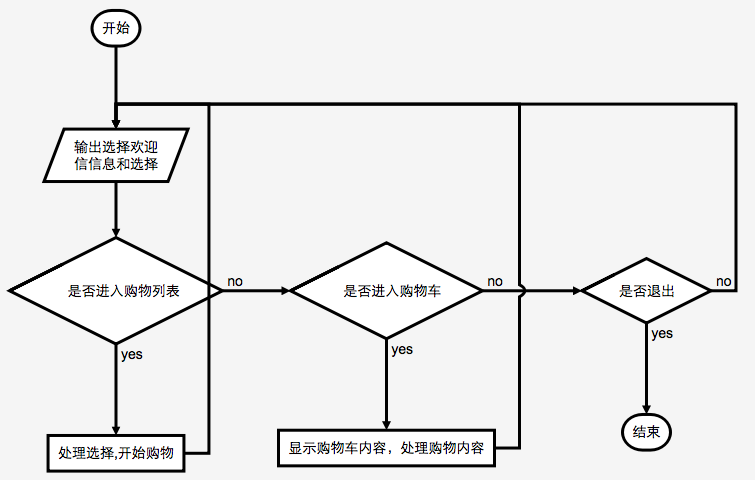 开始
输出选择欢迎
信信息和选择
是否进入购物列表
no
是否进入购物车
no
是否退出
no
yes
yes
yes
处理选择,开始购物
显示购物车内容，处理购物内容
结束